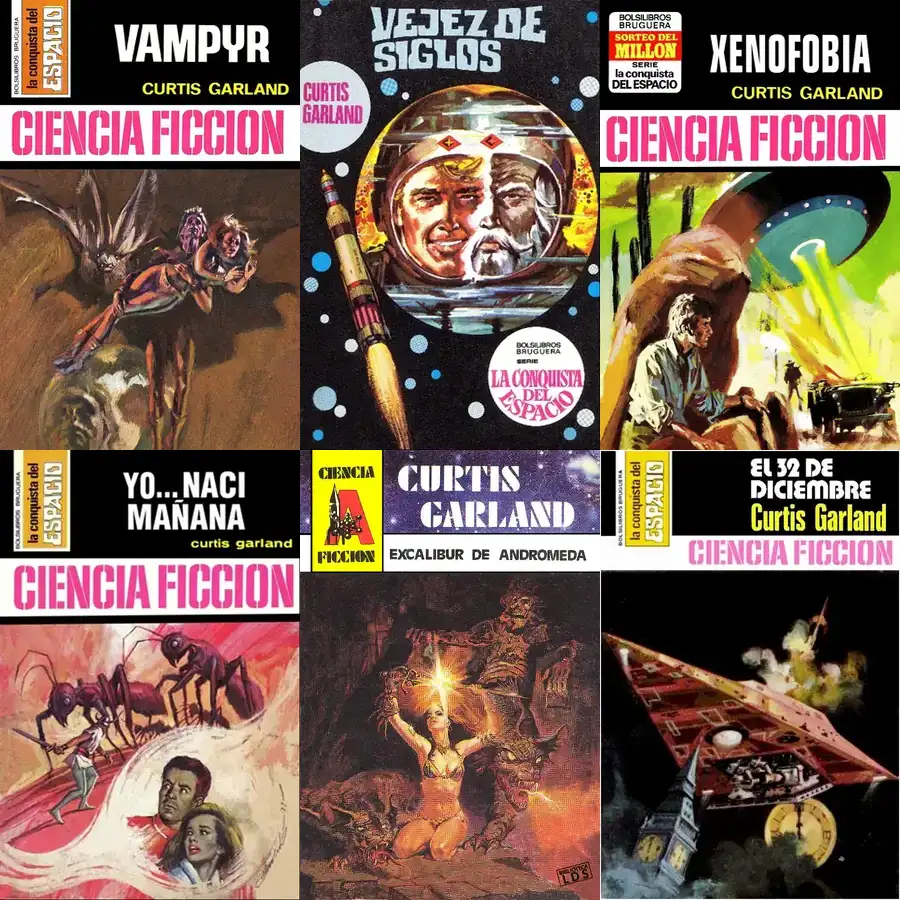 BOLSILIBROS BRUGUERA
la conquista del
ESPACIO
VAMPYR
CURTIS GARLAND
CIENCIA FICCION
VEJEZ DE
SIGLOS
CURTIS
GARLAND
BOLSILIBROS
BRUGUERA
SERIE
LA CONQUISTA
DEL
ESPACIO
BOLSILIBROS
BRUGUERA
SORTEO DEL
MILLON
SERIE
la conquista
DEL ESPACIO
XENOFOBIA
CURTIS GARLAND
CIENCIA FICCION
BOLSILIBROS BRUGUERA
la conquista del
ESPACIO
YO...NACI
MAÑANA
curtis garland
CIENCIA FICCION
CIENCIA
A
FICCION
CURTIS
GARLAND
EXCALIBUR DE ANDROMEDA
BIBLIOTECA
L.D.S
BOLSILIBROS BRUGUERA
la conquista del
ESPACIO
EL 32 DE
DICIEMBRE
Curtis Garland
CIENCIA FICCION